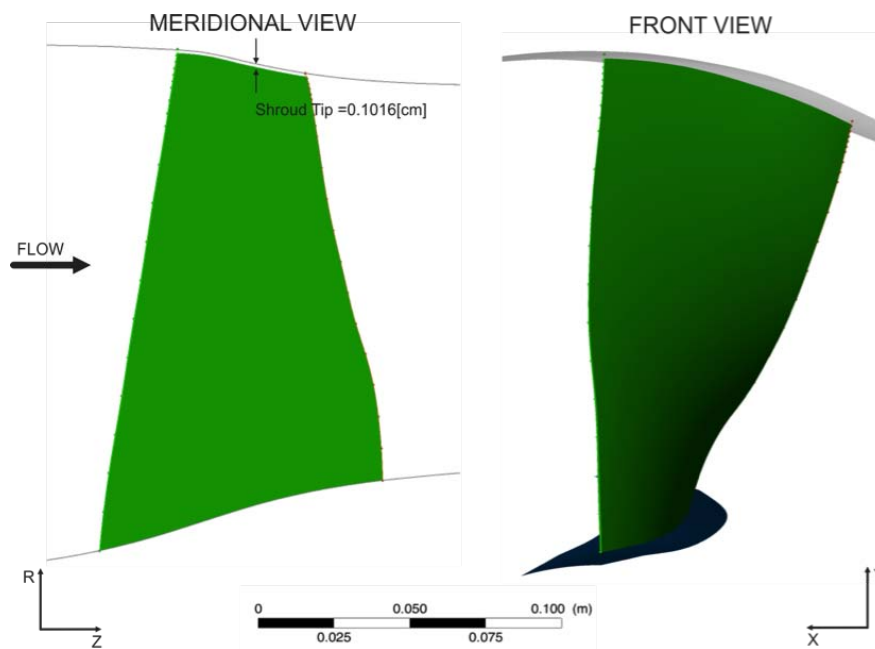 MERIDIONAL VIEW
FRONT VIEW
Shroud Tip =0.1016[cm]
FLOW
R
Z
X
0 0.050 0.100 (m)
0.025 0.075